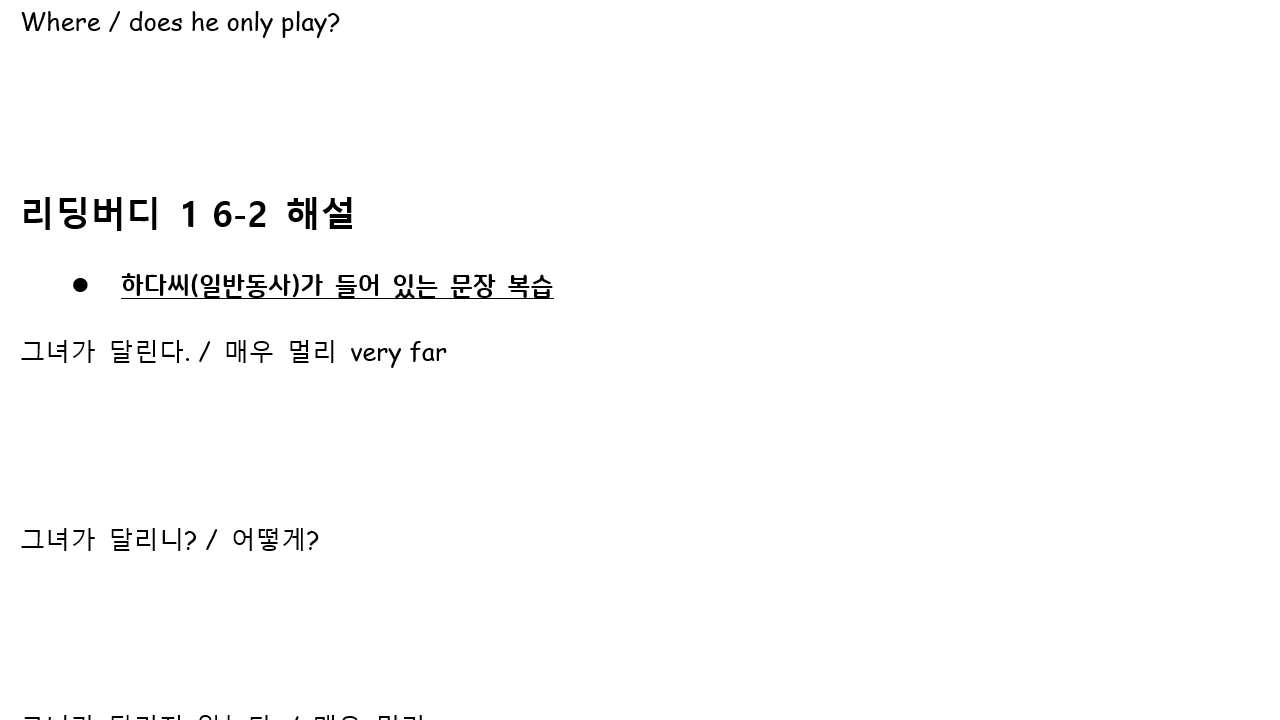 Where / does he only play?
리딩버디 1 6-2 해설
● 하다씨(일반동사)가 들어 있는 문장 복습
그녀가 달린다. / 매우 멀리 very far
그녀가 달리니? / 어떻게?